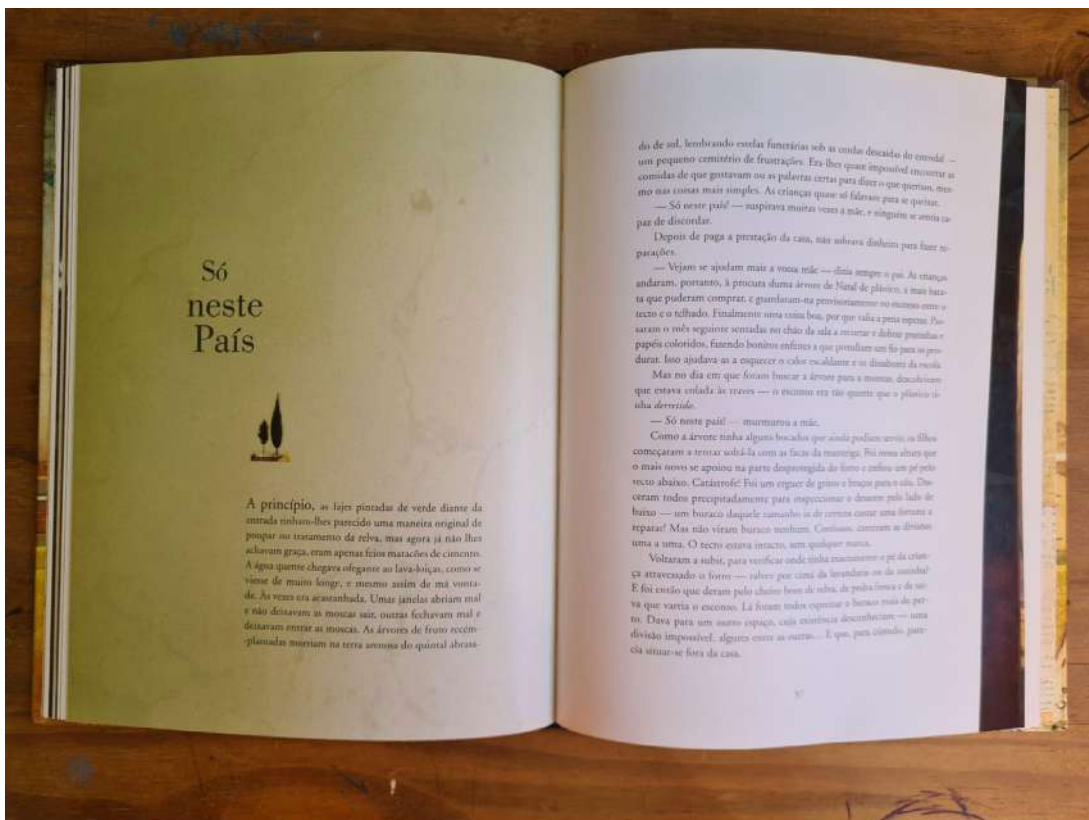 Só
neste
País
A princípio, as lajes pintadas de verde diante da
entrada tinham-lhes parecido uma maneira original de
poupar no tratamento da relva, mas agora já não lhes
achavam graça, eram apenas feios matacões de cimento.
A água quente chegava ofegante ao lava-loiças, como se
viesse de muito longe, e mesmo assim de má vonta-
de. Às vezes era acastanhada. Umas janelas abriam mal
e não deixavam as moscas sair, outras fechavam mal e
deixavam entrar as moscas. As árvores de fruto recém-
-plantadas morriam na terra arenosa do quintal abrasa-
do de sol, lembrando estelas funerárias sob as cordas descaídas do estendal —
um pequeno cemitério de frustrações. Era-lhes quase impossível encontrar as
comidas de que gostavam ou as palavras certas para dizer o que queriam, mes-
mo nas coisas mais simples. As crianças quase só falavam para se queixar.
— Só neste país! — suspirava muitas vezes a mãe, e ninguém se sentia ca-
paz de discordar.
Depois de paga a prestação da casa, não sobrava dinheiro para fazer re-
parações.
— Vejam se ajudam mais a vossa mãe — dizia sempre o pai. As crianças
andaram, portanto, à procura duma árvore de Natal de plástico, a mais bara-
ta que puderam comprar, e guardaram-na provisoriamente no esconso entre o
tecto e o telhado. Finalmente uma coisa boa, por que valia a pena esperar. Pas-
saram o mês seguinte sentadas no chão da sala a recortar e dobrar pratinhas e
papéis coloridos, fazendo bonitos enfeites a que prendiam um fio para os pen-
durar. Isso ajudava-as a esquecer o calor escaldante e os dissabores da escola.
Mas no dia em que foram buscar a árvore para a montar, descobriram
que estava colada às traves — o esconso era tão quente que o plástico ti-
nha derretido.
— Só neste país! — murmurou a mãe.
Como a árvore tinha alguns bocados que ainda podiam servir, os filhos
começaram a tentar soltá-la com as facas da manteiga. Foi nessa altura que
o mais novo se apoiou na parte desprotegida do forro e enfiou um pé pelo
tecto abaixo. Catástrofe! Foi um erguer de gritos e braços para o céu. Des-
ceram todos precipitadamente para inspeccionar o desastre pelo lado de
baixo — um buraco daquele tamanho ia de certeza custar uma fortuna a
reparar! Mas não viram buraco nenhum. Confusos, correram as divisões
uma a uma. O tecto estava intacto, sem qualquer marca.
Voltaram a subir, para verificar onde tinha exactamente o pé da crian-
ça atravessado o forro — talvez por cima da lavandaria ou da cozinha?
E foi então que deram pelo cheiro bom de relva, de pedra fresca e de sei-
va que varria o esconso. Lá foram todos espreitar o buraco mais de per-
to. Dava para um outro espaço, cuja existência desconheciam — uma
divisão impossível, algures entre as outras... E que, para cúmulo, pare-
cia situar-se fora da casa.
57